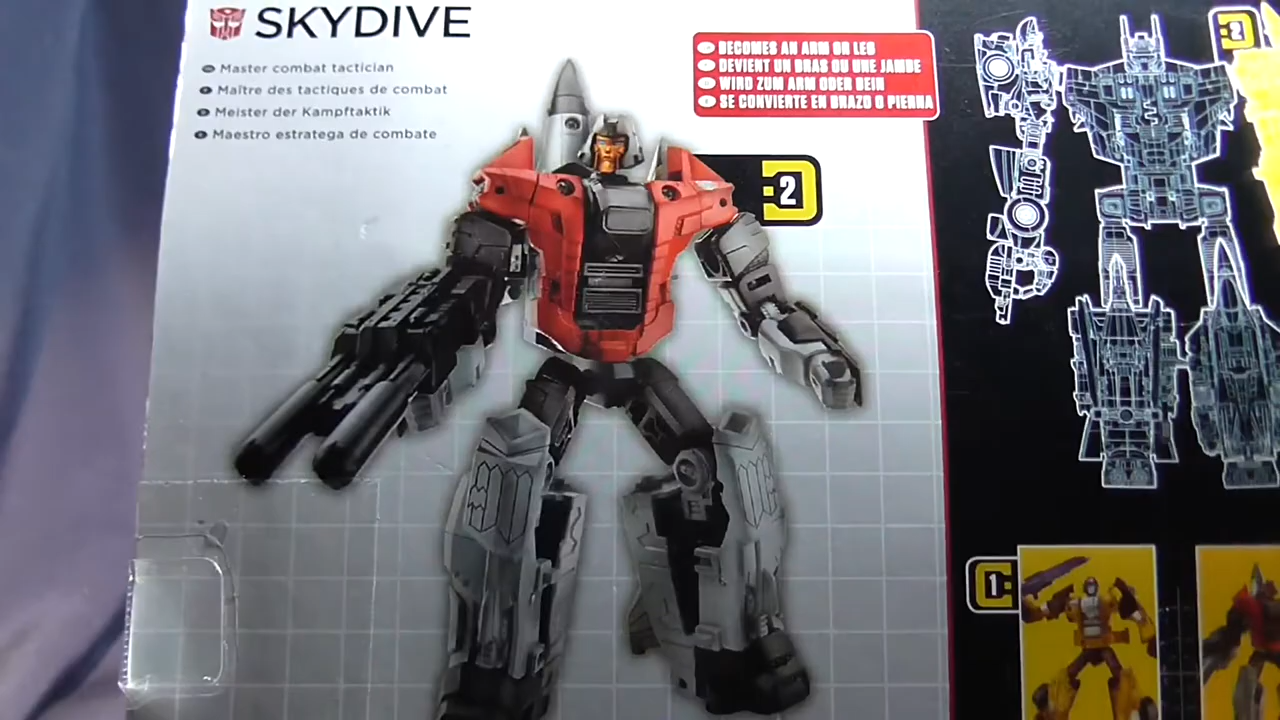 SKYDIVE
Master combat tactician
Maître des tactiques de combat
Meister der Kampftaktik
Maestro estratega de combate
BECOMES AN ARM OR LEG
DEVIENT UN BRAS OU UNE JAMBE
WIRD ZUM ARM ODER BEIN
SE CONVIERTE EN BRAZO O PIERNA
2
2
1